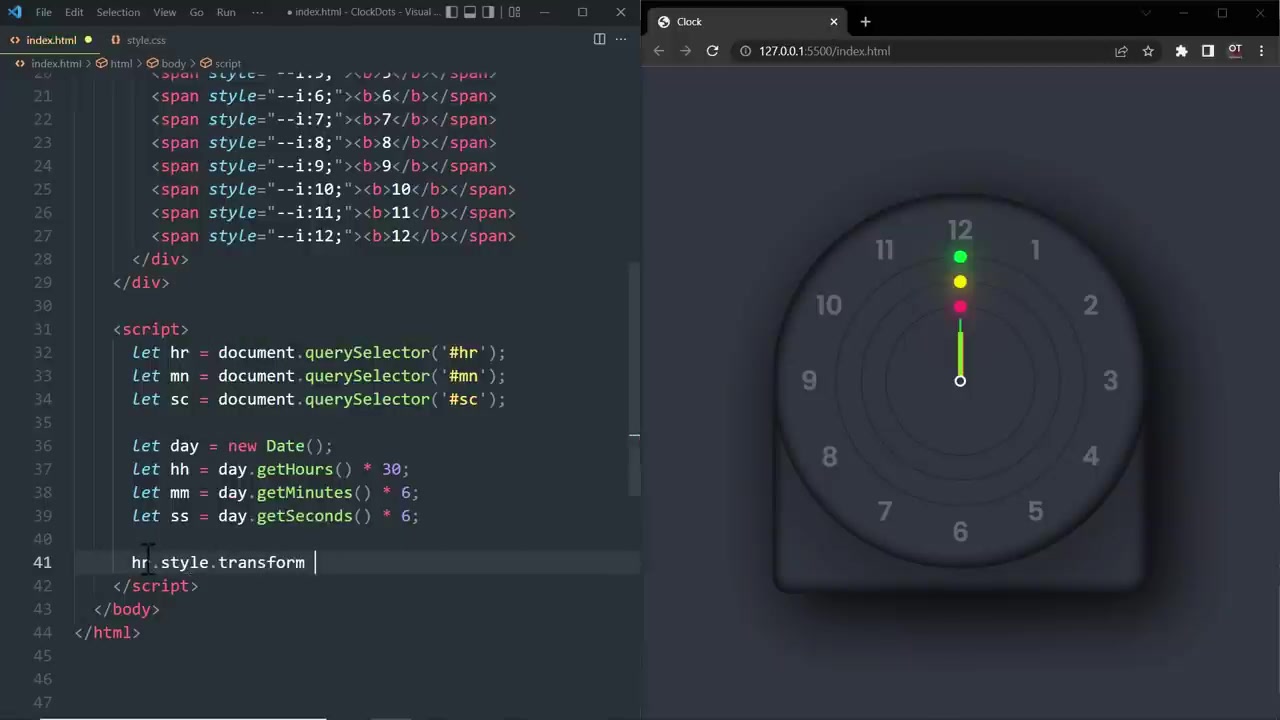 File Edit Selection View Go Run ··· ● index.html - ClockDots - Visual ...
index.html ● style.css
index.html > html > body > script
20 <span style="--i:5;"><b>5</b></span>
21 <span style="--i:6;"><b>6</b></span>
22 <span style="--i:7;"><b>7</b></span>
23 <span style="--i:8;"><b>8</b></span>
24 <span style="--i:9;"><b>9</b></span>
25 <span style="--i:10;"><b>10</b></span>
26 <span style="--i:11;"><b>11</b></span>
27 <span style="--i:12;"><b>12</b></span>
28 </div>
29 </div>
30
31 <script>
32 let hr = document.querySelector('#hr');
33 let mn = document.querySelector('#mn');
34 let sc = document.querySelector('#sc');
35
36 let day = new Date();
37 let hh = day.getHours() * 30;
38 let mm = day.getMinutes() * 6;
39 let ss = day.getSeconds() * 6;
40
41 hr.style.transform
42 </script>
43 </body>
44 </html>
45
46
47
Clock
127.0.0.1:5500/index.html
OT
12
11 1
10 2
9 3
8 4
7 5
6